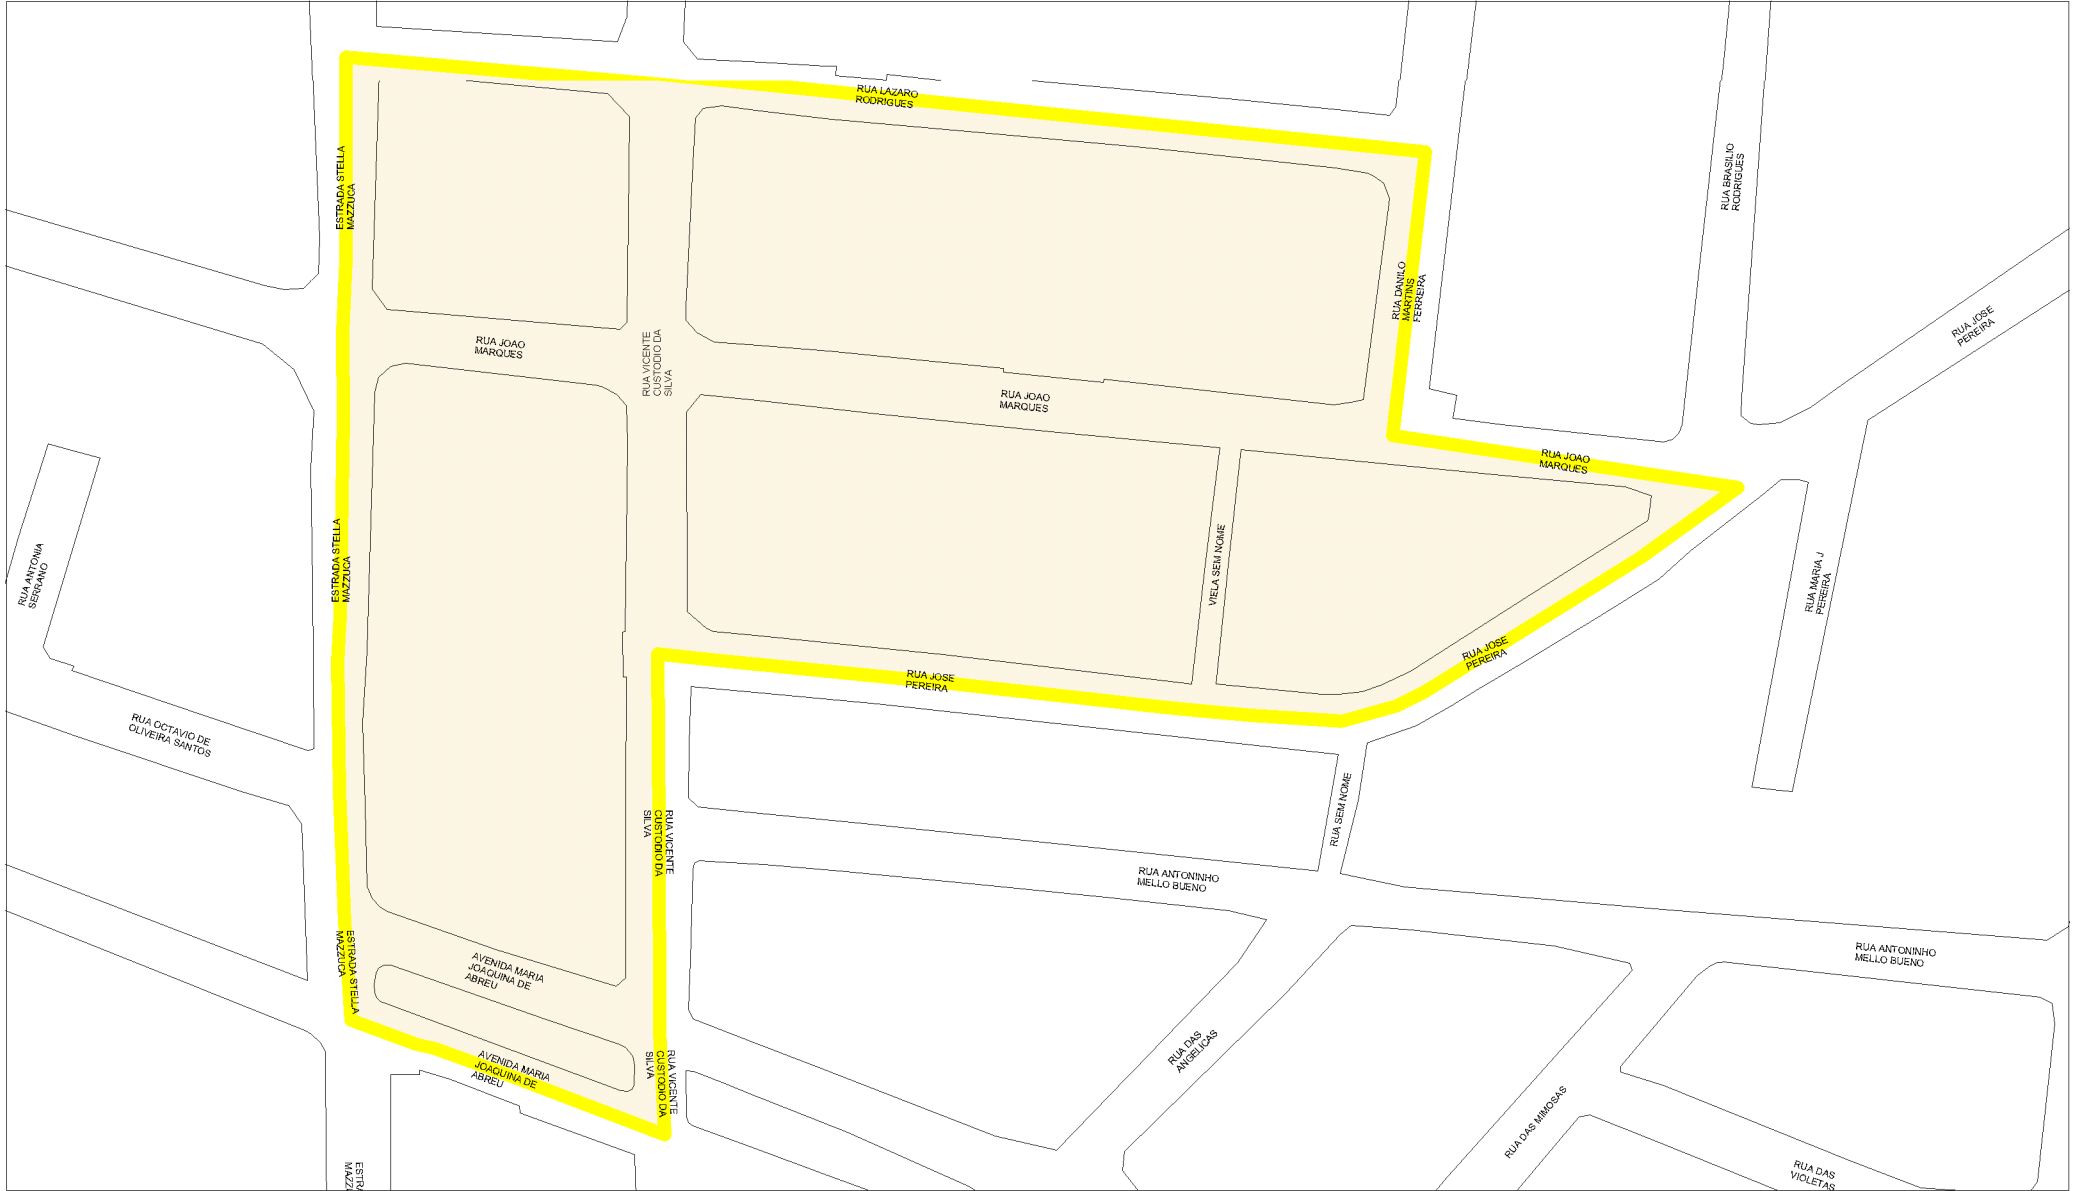 RUA LAZARO
RODRIGUES
ESTRADA STELLA
MAZZUCA
RUA BRASILIO
RODRIGUES
RUA DANILO
MARTINS
FERREIRA
RUA JOSE
PEREIRA
RUA JOAO
MARQUES
RUA VICENTE
CUSTODIO DA
SILVA
RUA JOAO
MARQUES
RUA JOAO
MARQUES
ESTRADA STELLA
MAZZUCA
RUA ANTONIA
SERRANO
VIELA SEM NOME
RUA MARIA J
PEREIRA
RUA JOSE
PEREIRA
RUA JOSE
PEREIRA
RUA OCTAVIO DE
OLIVEIRA SANTOS
RUA VICENTE
CUSTODIO DA
SILVA
RUA SEM NOME
RUA ANTONINHO
MELLO BUENO
RUA ANTONINHO
MELLO BUENO
ESTRADA STELLA
MAZZUCA
AVENIDA MARIA
JOAQUINA DE
ABREU
AVENIDA MARIA
JOAQUINA DE
ABREU
RUA VICENTE
CUSTODIO DA
SILVA
RUA DAS
ANGELICAS
RUA DAS MIMOSAS
RUA DAS
VIOLETAS